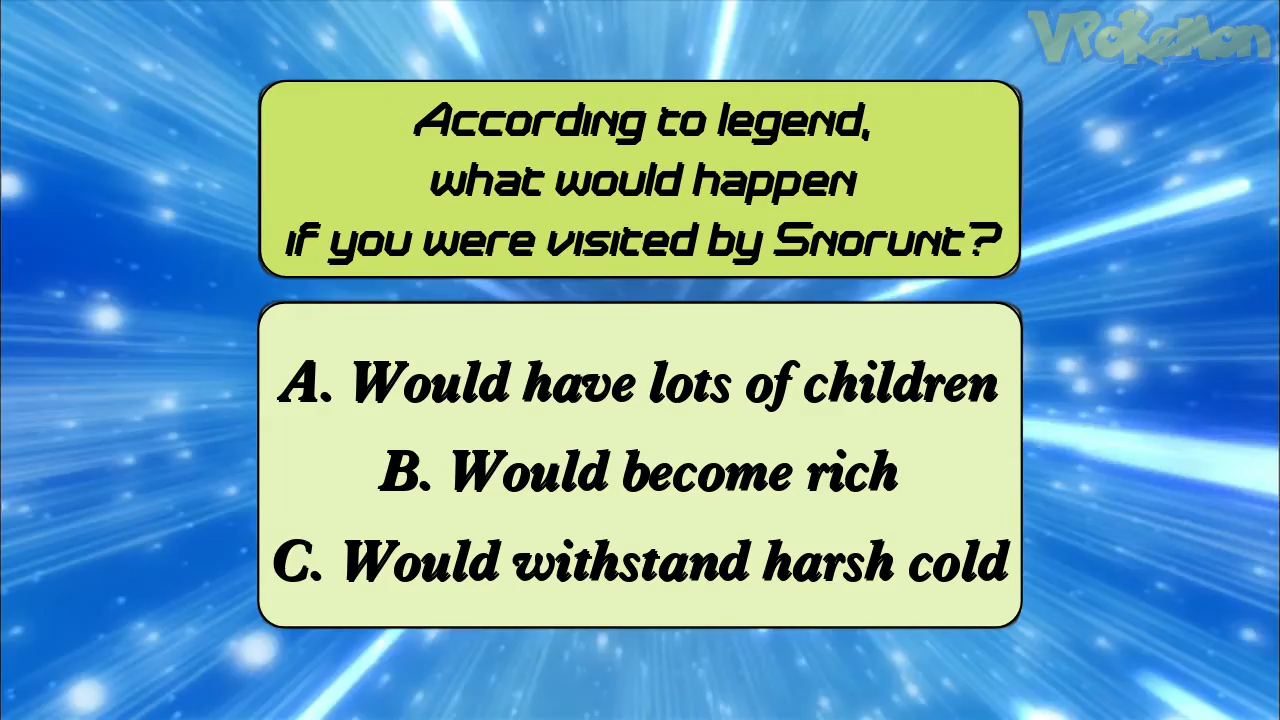 VPokeMon
According to legend,
what would happen
if you were visited by Snorunt?
A. Would have lots of children
B. Would become rich
C. Would withstand harsh cold